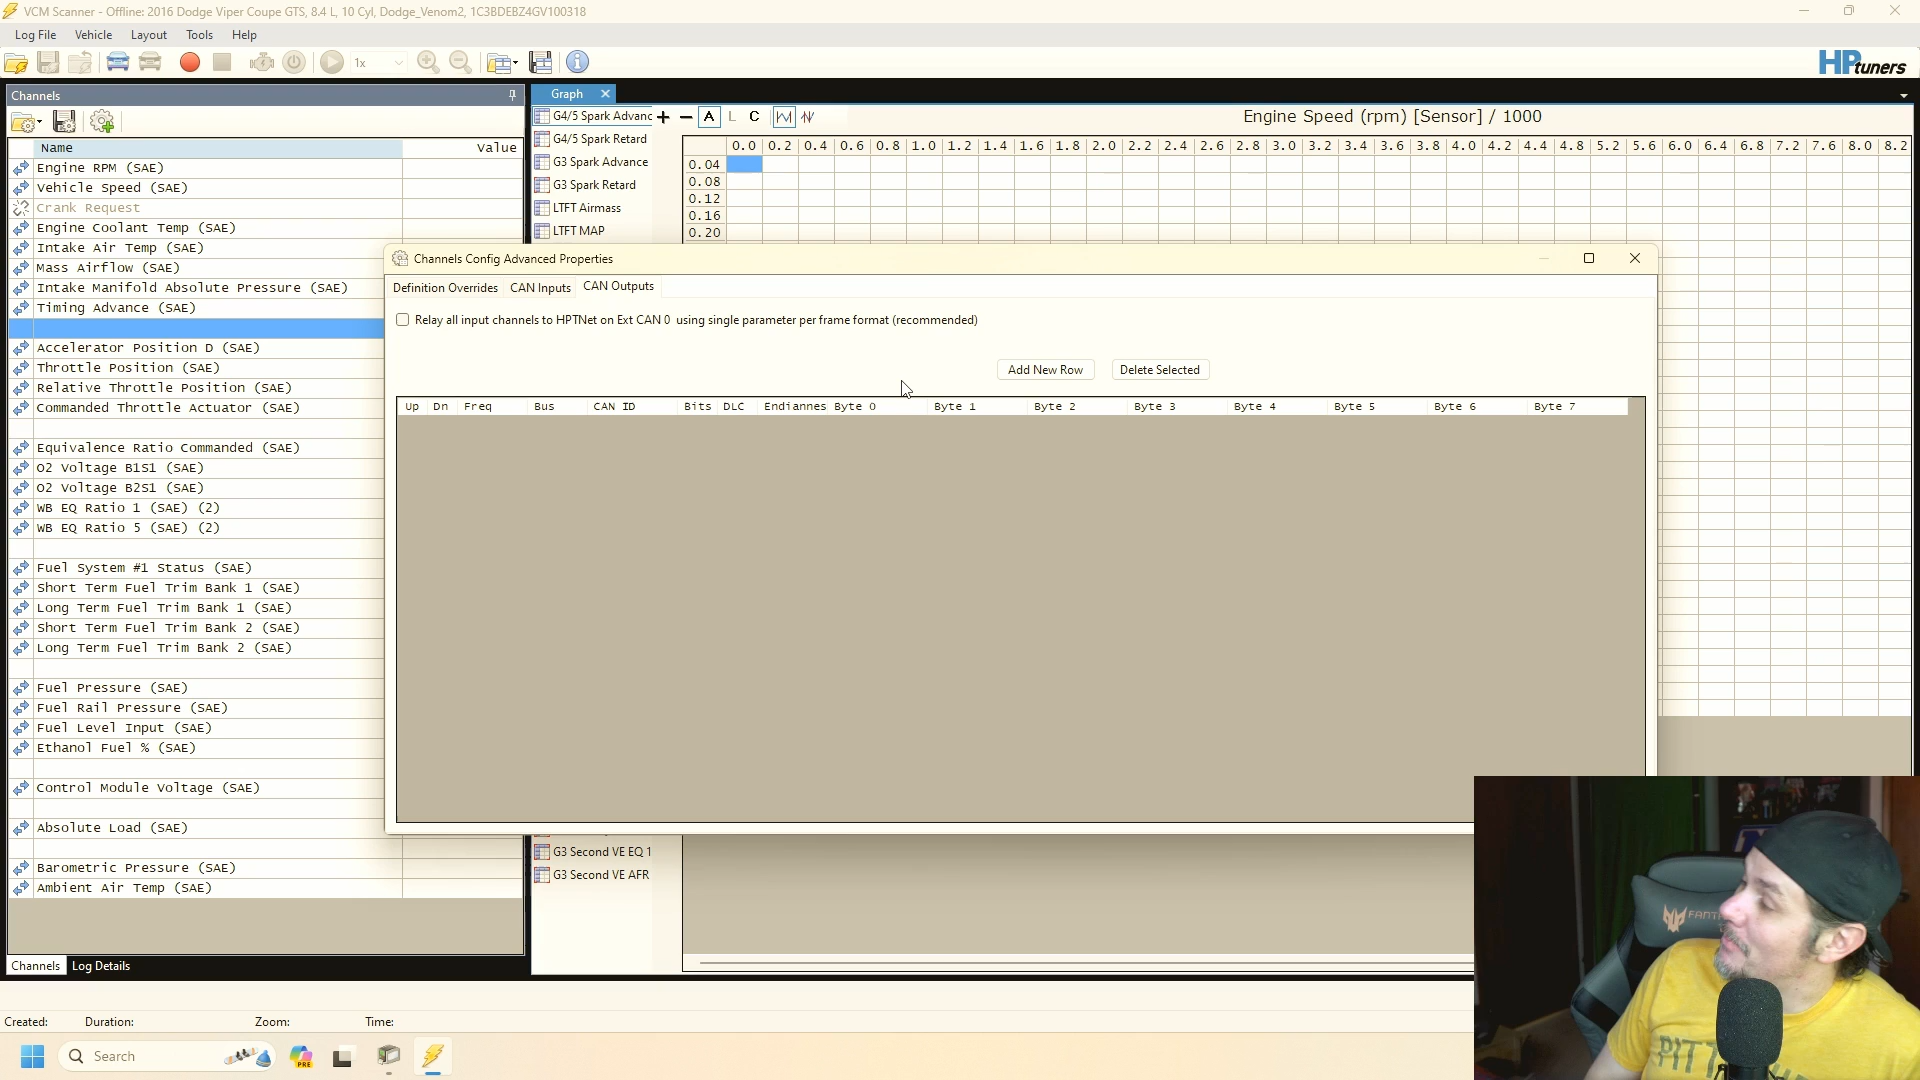 VCM Scanner - Offline: 2016 Dodge Viper Coupe GTS, 8.4 L, 10 Cyl, Dodge_Venom2, 1C3BDEBZ4GV100318
Log File Vehicle Layout Tools Help
1x
HPtuners
Channels
Name Value
Engine RPM (SAE)
Vehicle Speed (SAE)
Crank Request
Engine Coolant Temp (SAE)
Intake Air Temp (SAE)
Mass Airflow (SAE)
Intake Manifold Absolute Pressure (SAE)
Timing Advance (SAE)
Accelerator Position D (SAE)
Throttle Position (SAE)
Relative Throttle Position (SAE)
Commanded Throttle Actuator (SAE)
Equivalence Ratio Commanded (SAE)
O2 Voltage B1S1 (SAE)
O2 Voltage B2S1 (SAE)
WB EQ Ratio 1 (SAE) (2)
WB EQ Ratio 5 (SAE) (2)
Fuel System #1 Status (SAE)
Short Term Fuel Trim Bank 1 (SAE)
Long Term Fuel Trim Bank 1 (SAE)
Short Term Fuel Trim Bank 2 (SAE)
Long Term Fuel Trim Bank 2 (SAE)
Fuel Pressure (SAE)
Fuel Rail Pressure (SAE)
Fuel Level Input (SAE)
Ethanol Fuel % (SAE)
Control Module Voltage (SAE)
Absolute Load (SAE)
Barometric Pressure (SAE)
Ambient Air Temp (SAE)
Channels Log Details
Graph
G4/5 Spark Advanc
G4/5 Spark Retard
G3 Spark Advance
G3 Spark Retard
LTFT Airmass
LTFT MAP
G3 Second VE EQ 1
G3 Second VE AFR
A L C
Engine Speed (rpm) [Sensor] / 1000
0.0 0.2 0.4 0.6 0.8 1.0 1.2 1.4 1.6 1.8 2.0 2.2 2.4 2.6 2.8 3.0 3.2 3.4 3.6 3.8 4.0 4.2 4.4 4.6 4.8 5.2 5.6 6.0 6.4 6.8 7.2 7.6 8.0 8.2
0.04
0.08
0.12
0.16
0.20
Channels Config Advanced Properties
Definition Overrides CAN Inputs CAN Outputs
Relay all input channels to HPTNet on Ext CAN 0 using single parameter per frame format (recommended)
Add New Row Delete Selected
Up Dn Freq Bus CAN ID Bits DLC Endiannes Byte 0 Byte 1 Byte 2 Byte 3 Byte 4 Byte 5 Byte 6 Byte 7
Created: Duration: Zoom: Time:
Search
PRE
PITT